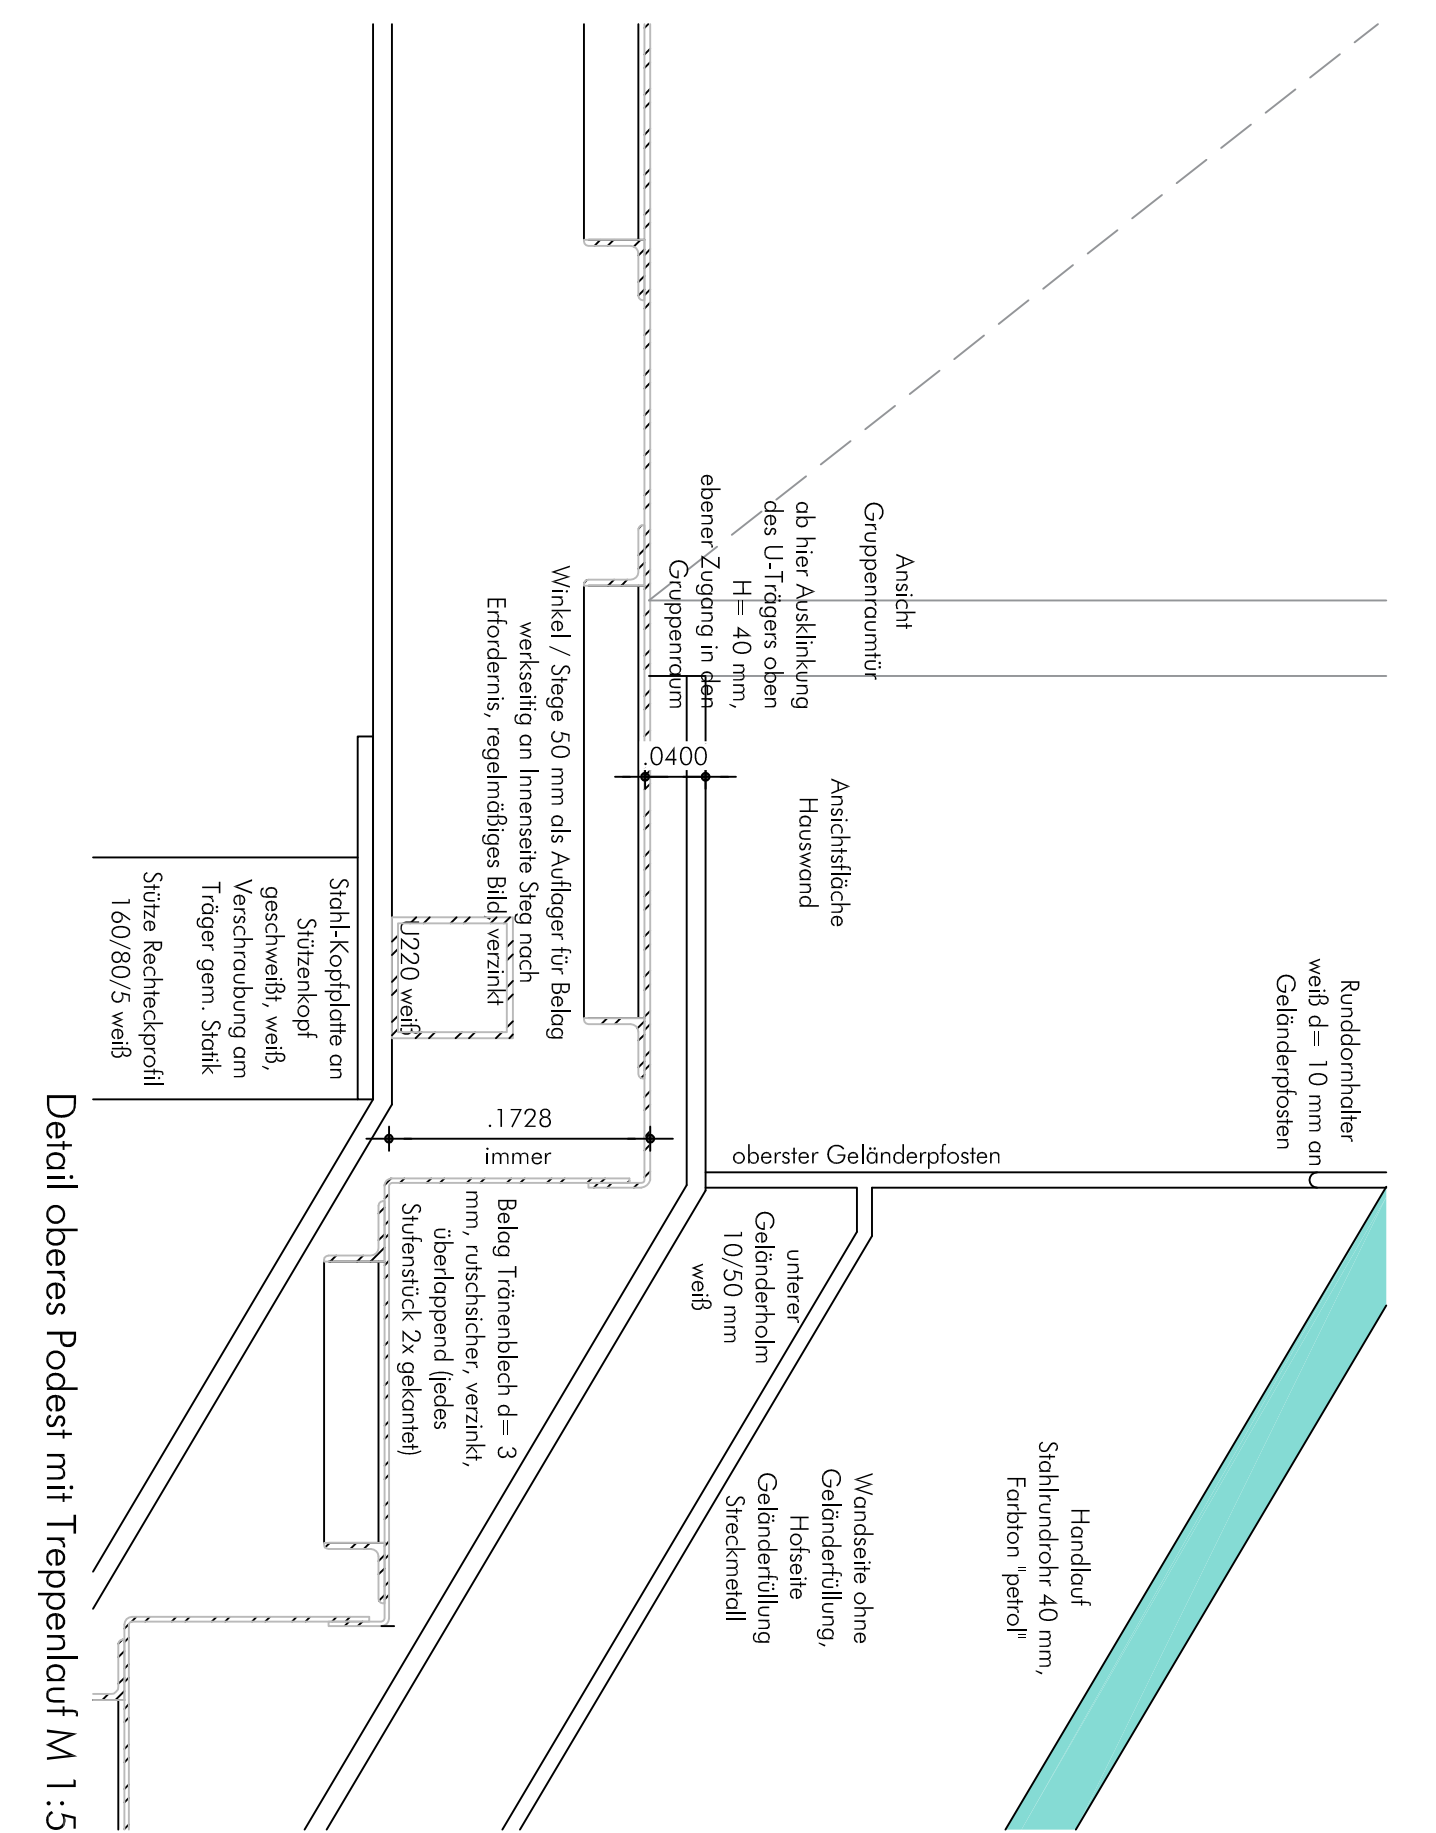 Runddornhalter
weiß d= 10 mm an
Geländerpfosten
Ansicht
Gruppenraumtür
ab hier Ausklinkung
des U-Trägers oben
H= 40 mm,
ebener Zugang in den
Gruppenraum
Ansichtsfläche
Hauswand
.0400
oberster Geländerpfosten
Handlauf
Stahlrundrohr 40 mm,
Farbton "petrol"
Wandseite ohne
Geländerfüllung,
Hofseite
Geländerfüllung
Streckmetall
unterer
Geländerholm
10/50 mm
weiß
Winkel / Stege 50 mm als Auflager für Belag
werkseitig an Innenseite Steg nach
Erfordernis, regelmäßiges Bild, verzinkt
U220 weiß
.1728
immer
Belag Tränenblech d= 3
mm, rutschsicher, verzinkt,
überlappend (jedes
Stufenstück 2x gekantet)
Stahl-Kopfplatte an
Stützenkopf
geschweißt, weiß,
Verschraubung am
Träger gem. Statik
Stütze Rechteckprofil
160/80/5 weiß
Detail oberes Podest mit Treppenlauf M 1:5